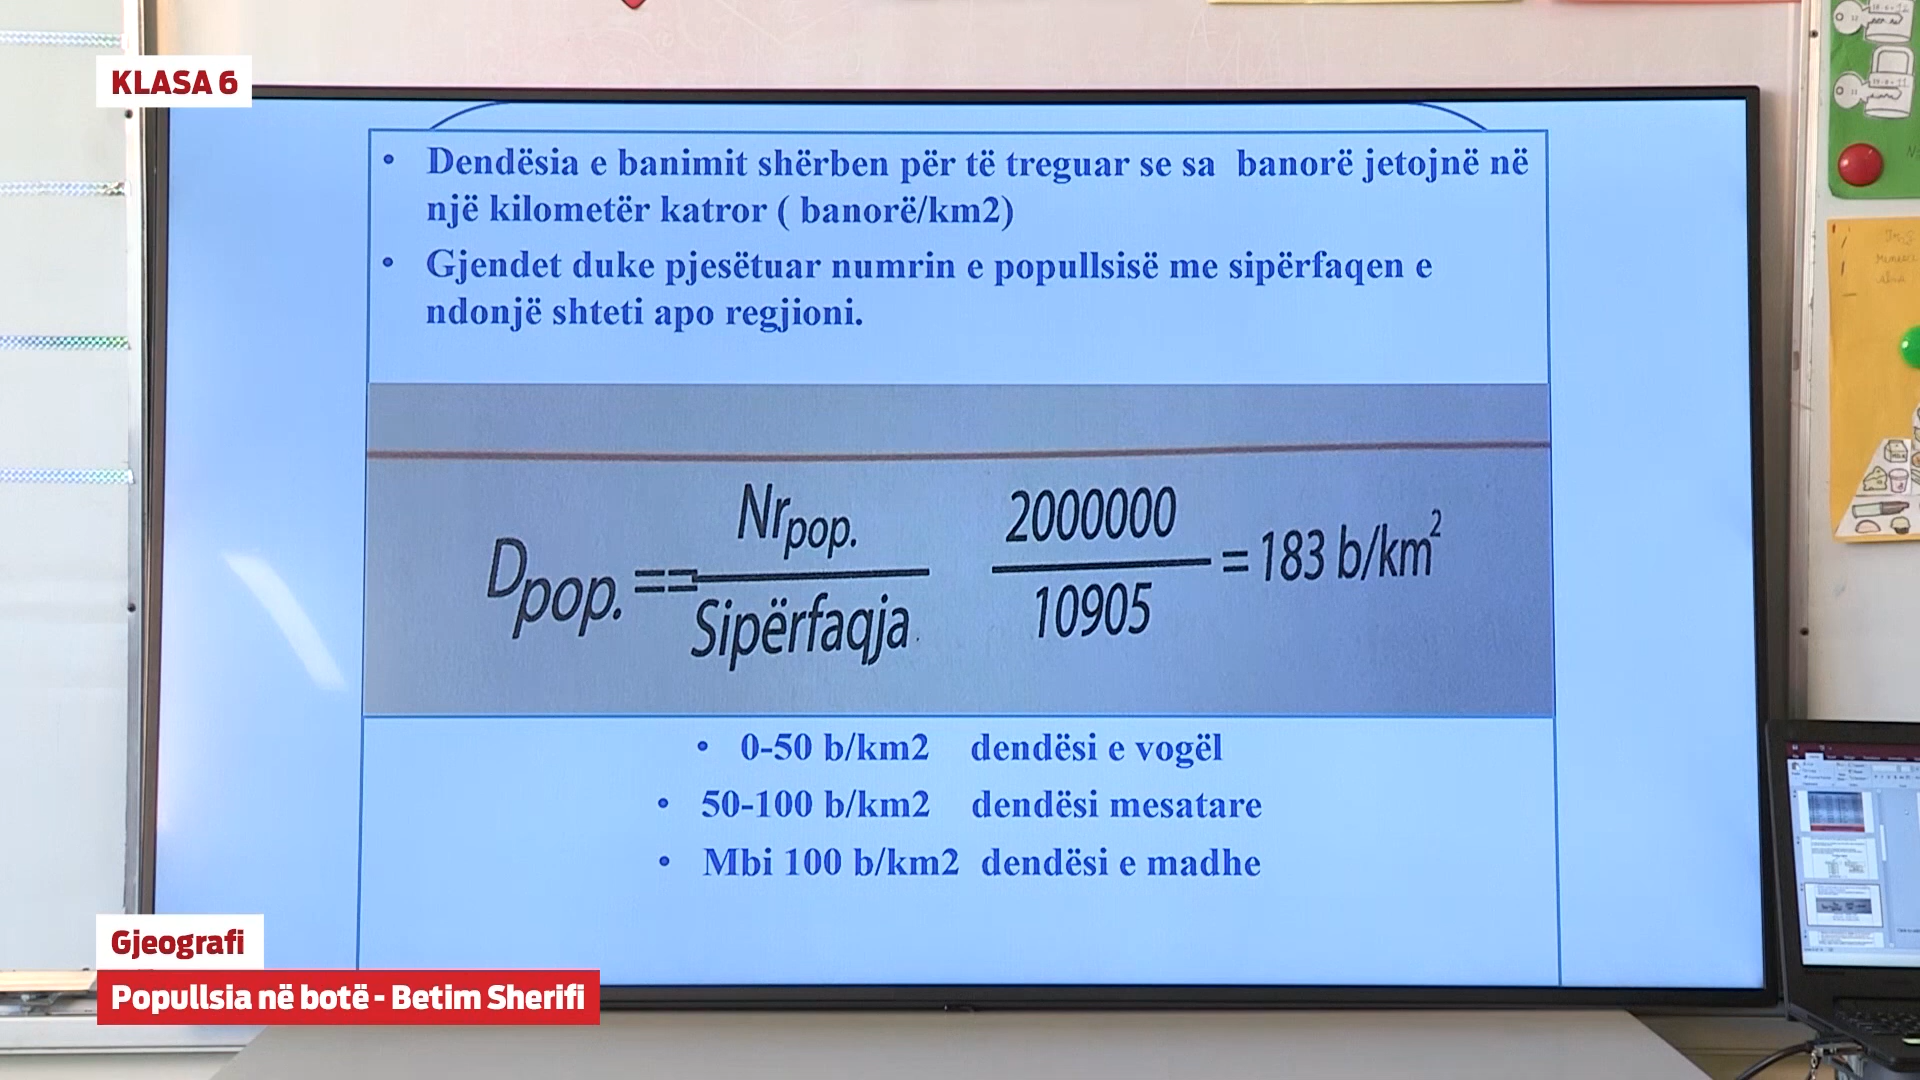 KLASA 6
• Dendësia e banimit shërben për të treguar se sa banorë jetojnë në
një kilometër katror ( banorë/km2)
• Gjendet duke pjesëtuar numrin e popullsisë me sipërfaqen e
ndonjë shteti apo regjioni.
Dpop. == Nrpop. / Sipërfaqja 2000000 / 10905 = 183 b/km²
• 0-50 b/km2 dendësi e vogël
• 50-100 b/km2 dendësi mesatare
• Mbi 100 b/km2 dendësi e madhe
Gjeografi
Popullsia në botë - Betim Sherifi